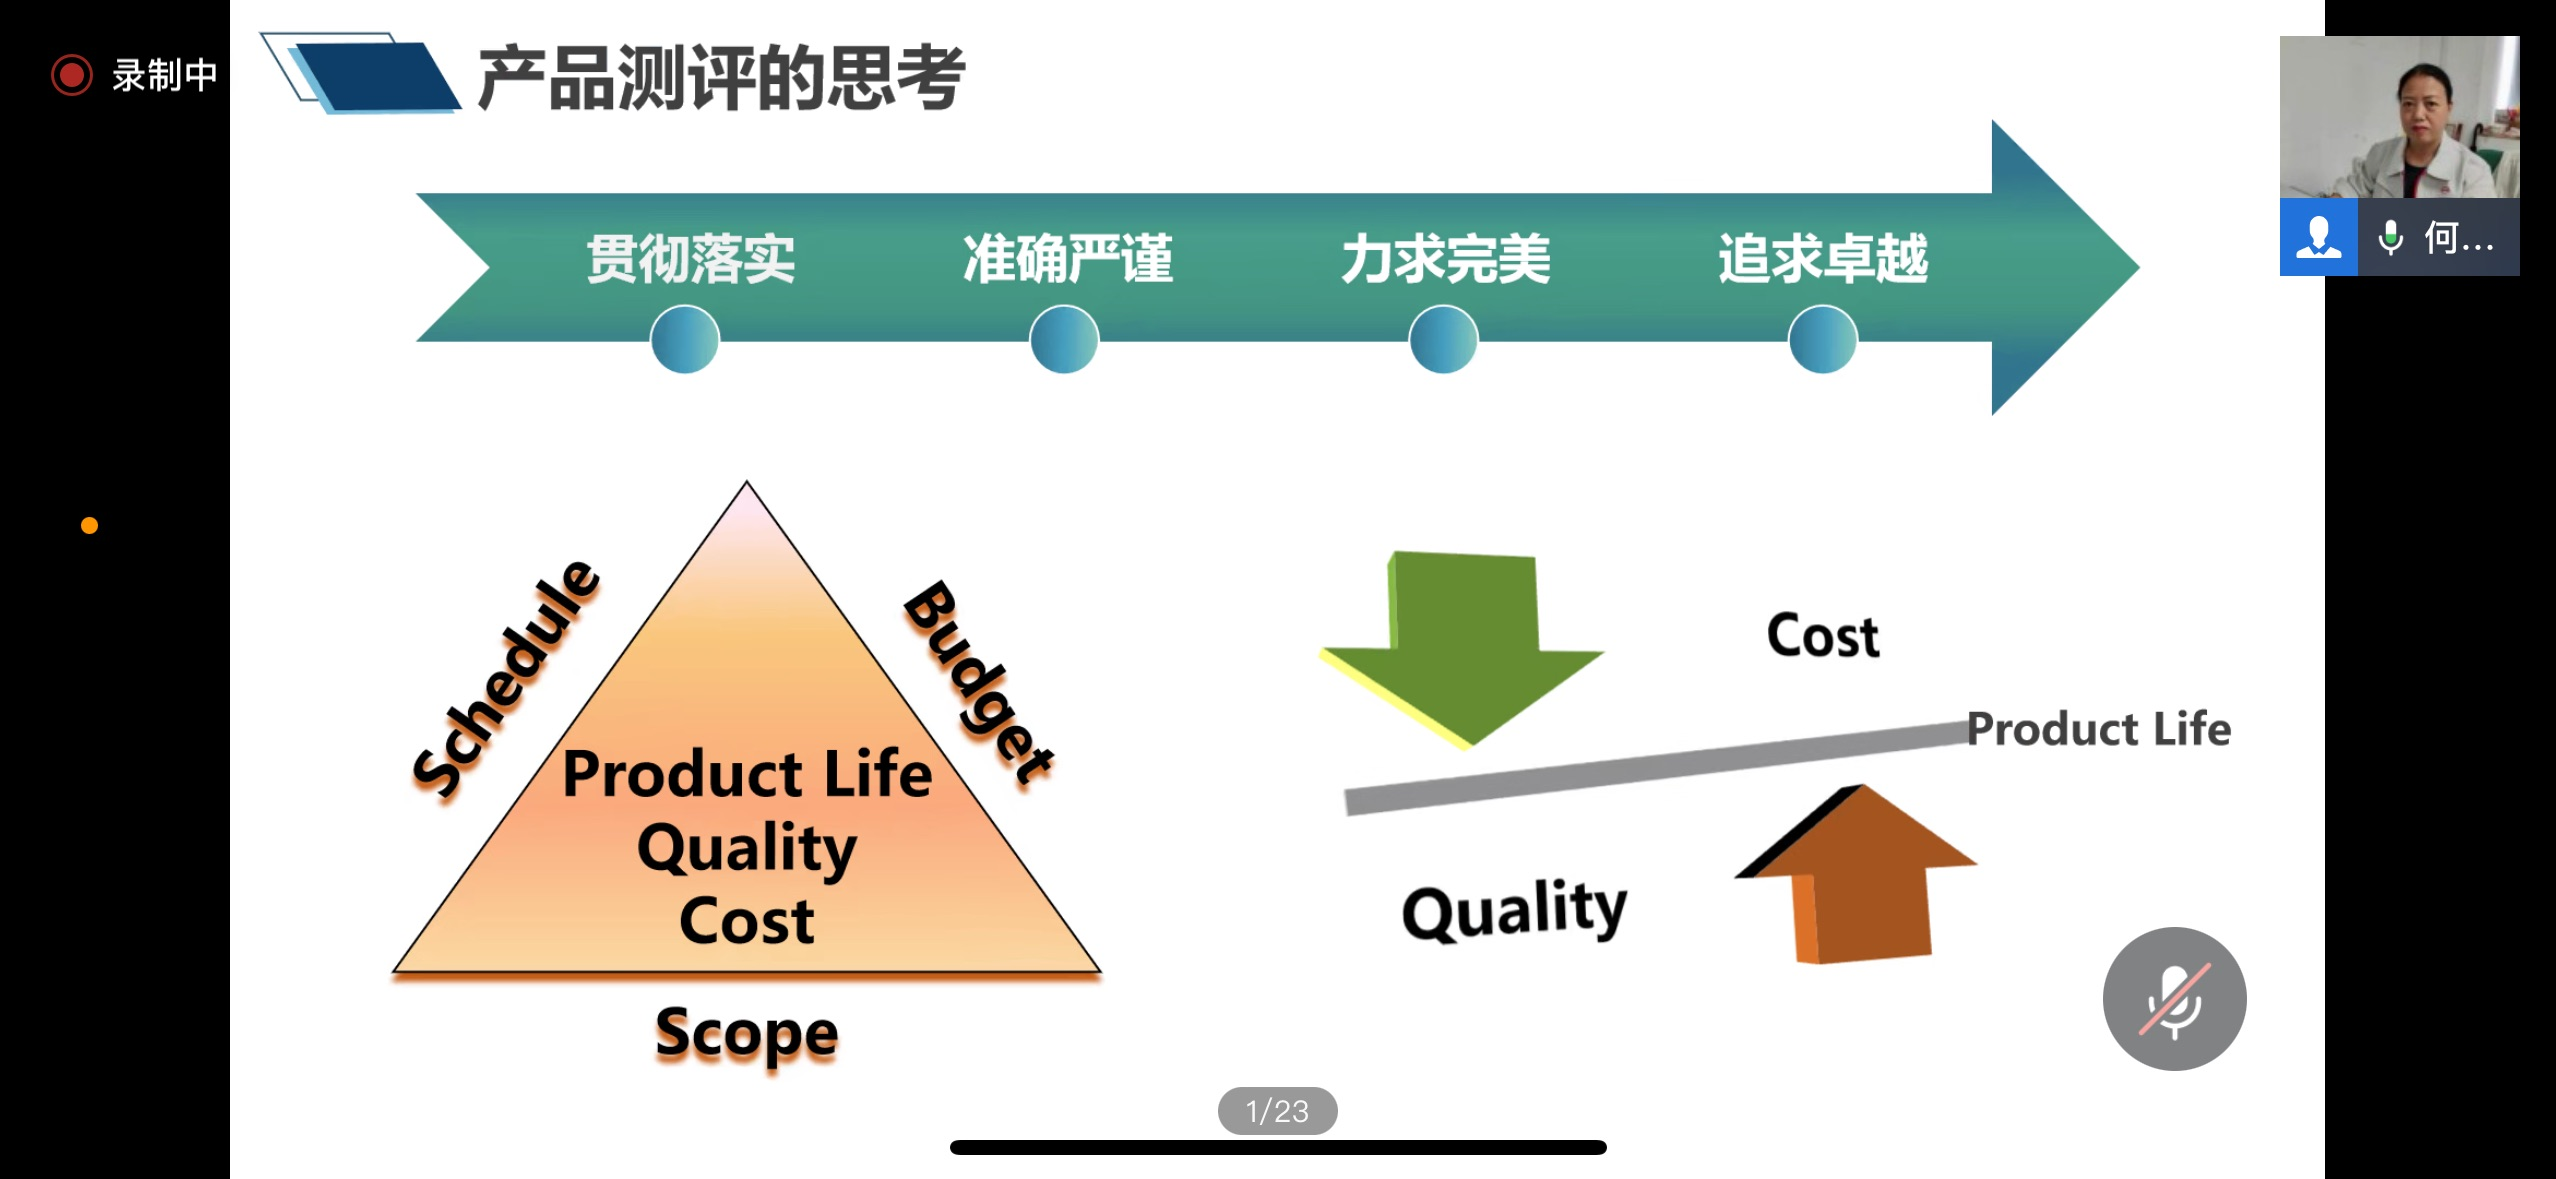 录制中
产品测评的思考
何...
贯彻落实
准确严谨
力求完美
追求卓越
Schedule
Budget
Product Life
Quality
Cost
Scope
Cost
Product Life
Quality
1/23